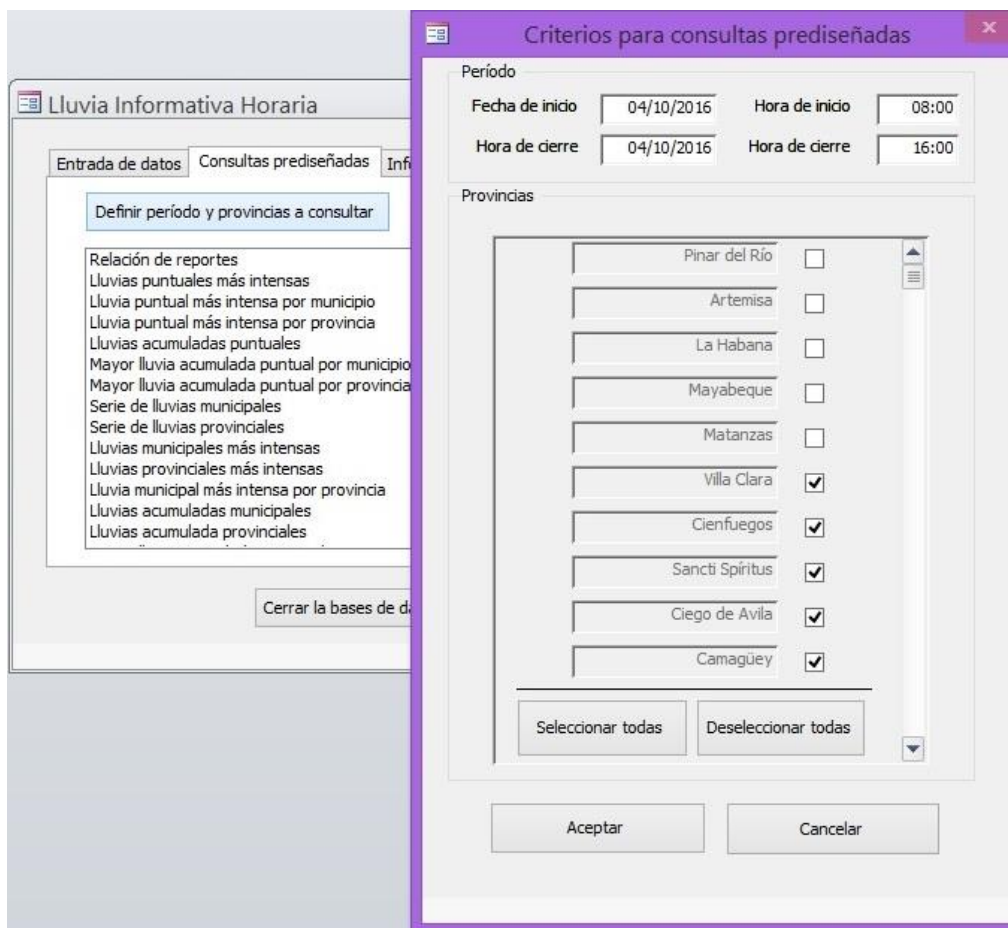 Lluvia Informativa Horaria
Entrada de datos
Consultas prediseñadas
Definir período y provincias a consultar
Relación de reportes
Lluvias puntuales más intensas
Lluvia puntual más intensa por municipio
Lluvia puntual más intensa por provincia
Lluvias acumuladas puntuales
Mayor lluvia acumulada puntual por municipio
Mayor lluvia acumulada puntual por provincia
Serie de lluvias municipales
Serie de lluvias provinciales
Lluvias municipales más intensas
Lluvias provinciales más intensas
Lluvia municipal más intensa por provincia
Lluvias acumuladas municipales
Lluvias acumulada provinciales
Cerrar la bases de
Criterios para consultas prediseñadas
Período
Fecha de inicio 04/10/2016 Hora de inicio 08:00
Hora de cierre 04/10/2016 Hora de cierre 16:00
Provincias
Pinar del Río
Artemisa
La Habana
Mayabeque
Matanzas
Villa Clara
Cienfuegos
Sancti Spíritus
Ciego de Avila
Camagüey
Seleccionar todas
Deseleccionar todas
Aceptar
Cancelar